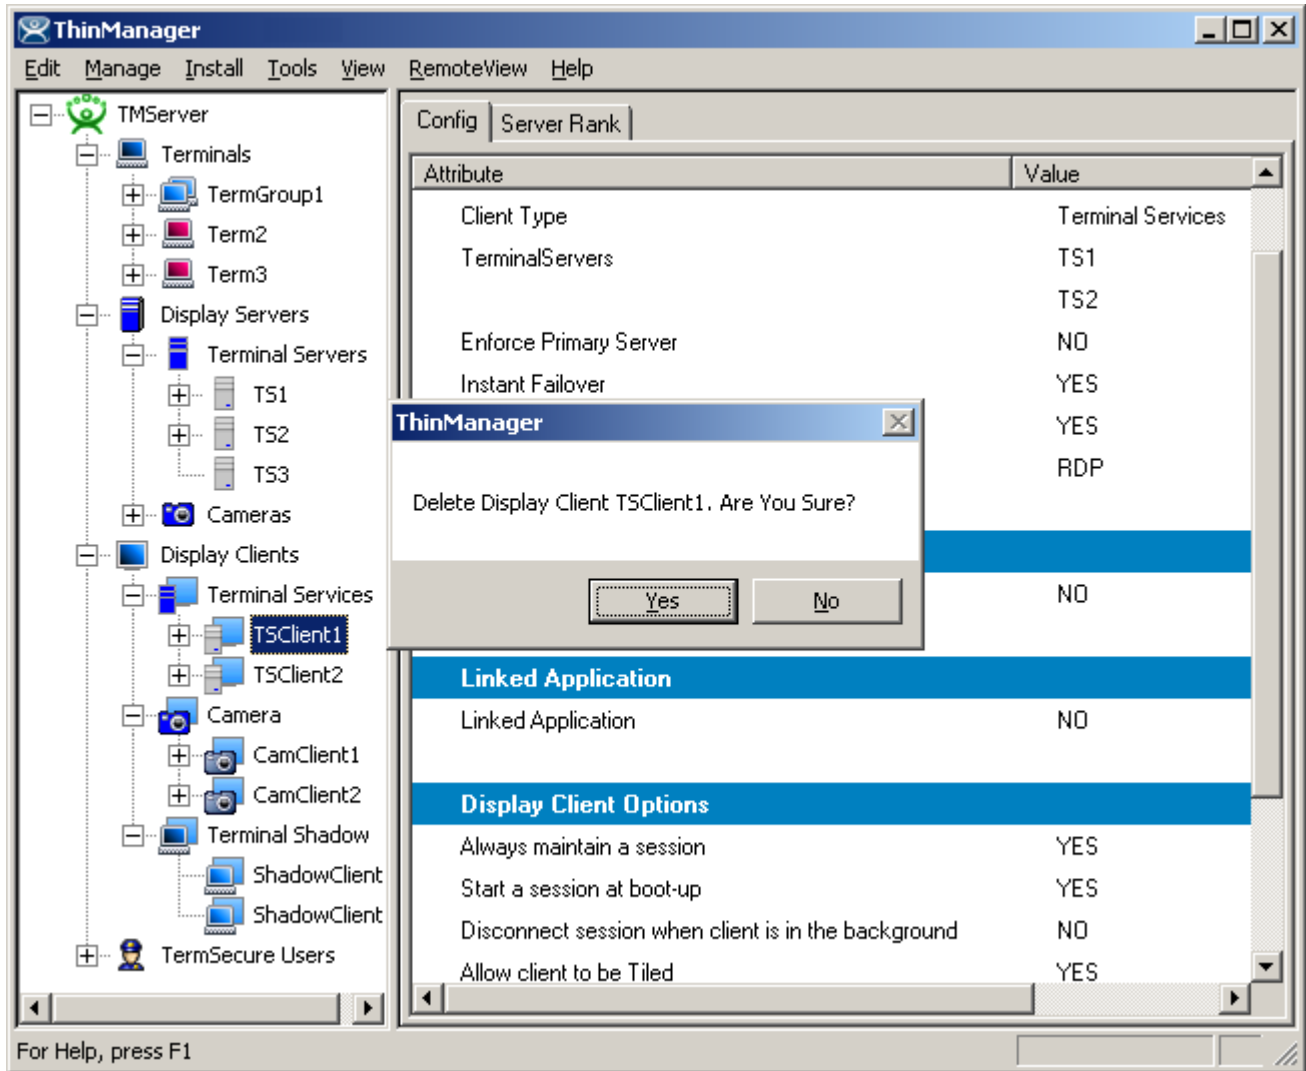 ThinManager
Edit Manage Install Tools View RemoteView Help
TMServer
Terminals
TermGroup1
Term2
Term3
Display Servers
Terminal Servers
TS1
TS2
TS3
Cameras
Display Clients
Terminal Services
TSClient1
TSClient2
Camera
CamClient1
CamClient2
Terminal Shadow
ShadowClient
ShadowClient
TermSecure Users
Config Server Rank
Attribute Value
Client Type Terminal Services
TerminalServers TS1
TS2
Enforce Primary Server NO
Instant Failover YES
YES
RDP
ThinManager
Delete Display Client TSClient1. Are You Sure?
Yes No
NO
Linked Application
Linked Application NO
Display Client Options
Always maintain a session YES
Start a session at boot-up YES
Disconnect session when client is in the background NO
Allow client to be Tiled YES
For Help, press F1